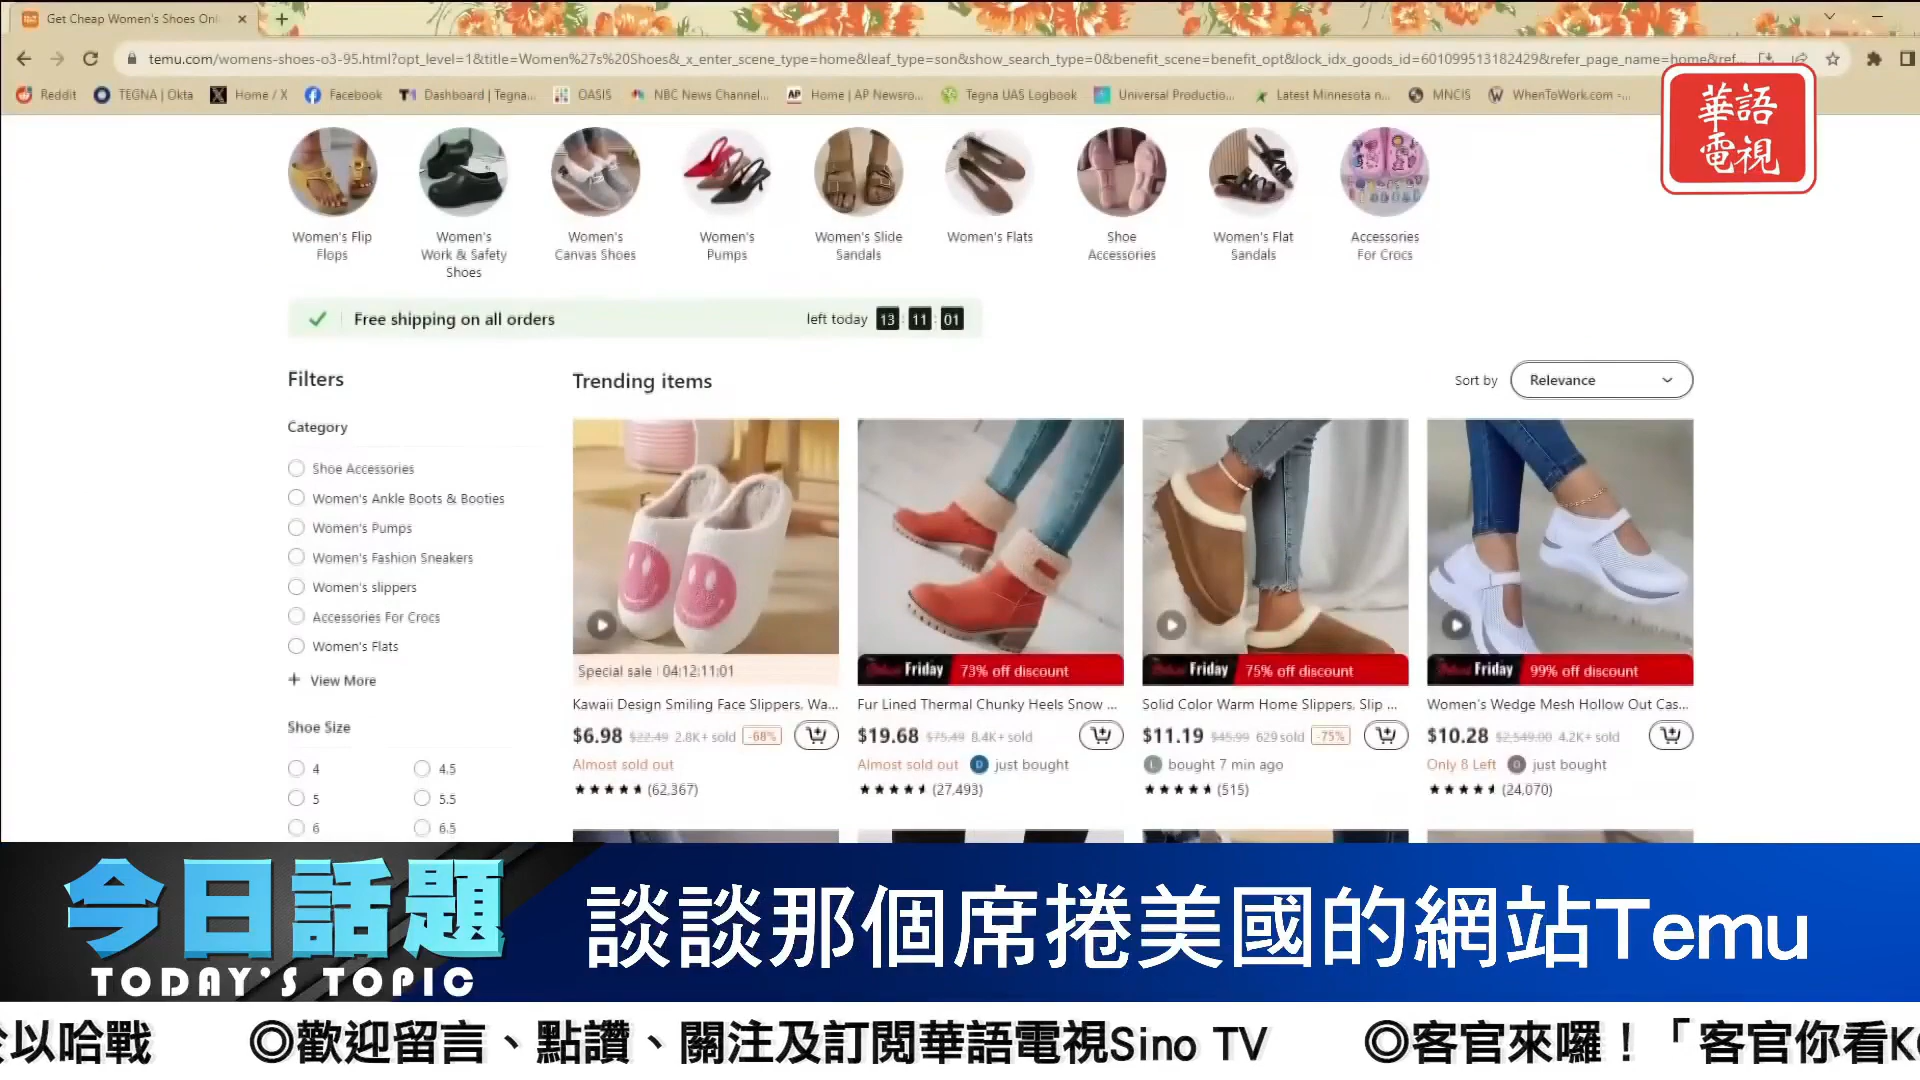 Get Cheap Women's Shoes Onl
temu.com/womens-shoes-o3-95.html?opt_level=1&title=Women%27s%20Shoes&_x_enter_scene_type=home&leaf_type=son&show_search_type=0&benefit_scene=benefit_opt&lock_idx_goods_id=601099513182429&refer_page_name=home&ref...
Reddit TEGNA | Okta Home / X Facebook Dashboard | Tegna... OASIS NBC News Channel... Home | AP Newsro... Tegna UAS Logbook Universal Productio... Latest Minnesota n... MNCIS WhenToWork.com -...
華語
電視
Women's Flip Flops
Women's Work & Safety Shoes
Women's Canvas Shoes
Women's Pumps
Women's Slide Sandals
Women's Flats
Shoe Accessories
Women's Flat Sandals
Accessories For Crocs
Free shipping on all orders
left today 13 : 11 : 01
Filters
Trending items
Sort by Relevance
Category
Shoe Accessories
Women's Ankle Boots & Booties
Women's Pumps
Women's Fashion Sneakers
Women's slippers
Accessories For Crocs
Women's Flats
+ View More
Shoe Size
4 4.5
5 5.5
6 6.5
Special sale | 04:12:11:01
Kawaii Design Smiling Face Slippers, Wa...
$6.98 $22.49 2.8K+ sold -68%
Almost sold out
(62,367)
Friday 73% off discount
Fur Lined Thermal Chunky Heels Snow ...
$19.68 $75.49 8.4K+ sold
Almost sold out D just bought
(27,493)
Friday 75% off discount
Solid Color Warm Home Slippers, Slip ...
$11.19 $45.99 629 sold -75%
L bought 7 min ago
(515)
Friday 99% off discount
Women's Wedge Mesh Hollow Out Cas...
$10.28 $2,549.00 4.2K+ sold
Only 8 Left just bought
(24,070)
今日話題
TODAY'S TOPIC
談談那個席捲美國的網站Temu
以哈戰 ◎歡迎留言、點讚、關注及訂閱華語電視Sino TV ◎客官來囉！「客官你看K